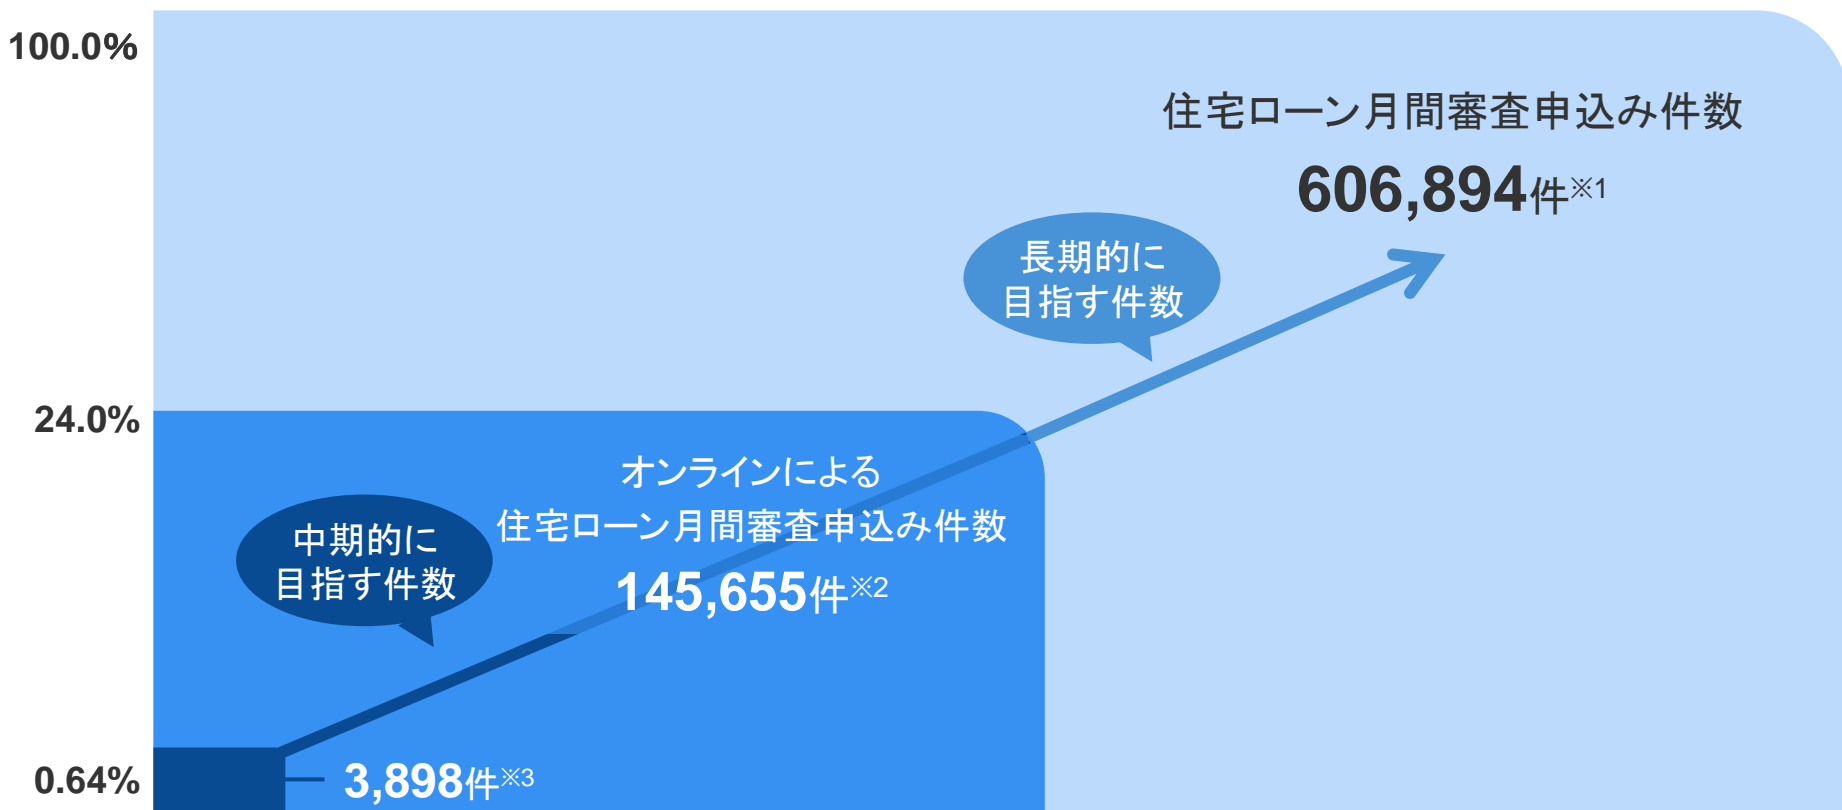 100.0%
住宅ローン月間審査申込み件数
606,894件※1
長期的に
目指す件数
24.0%
オンラインによる
住宅ローン月間審査申込み件数
145,655件※2
中期的に
目指す件数
0.64%
3,898件※3